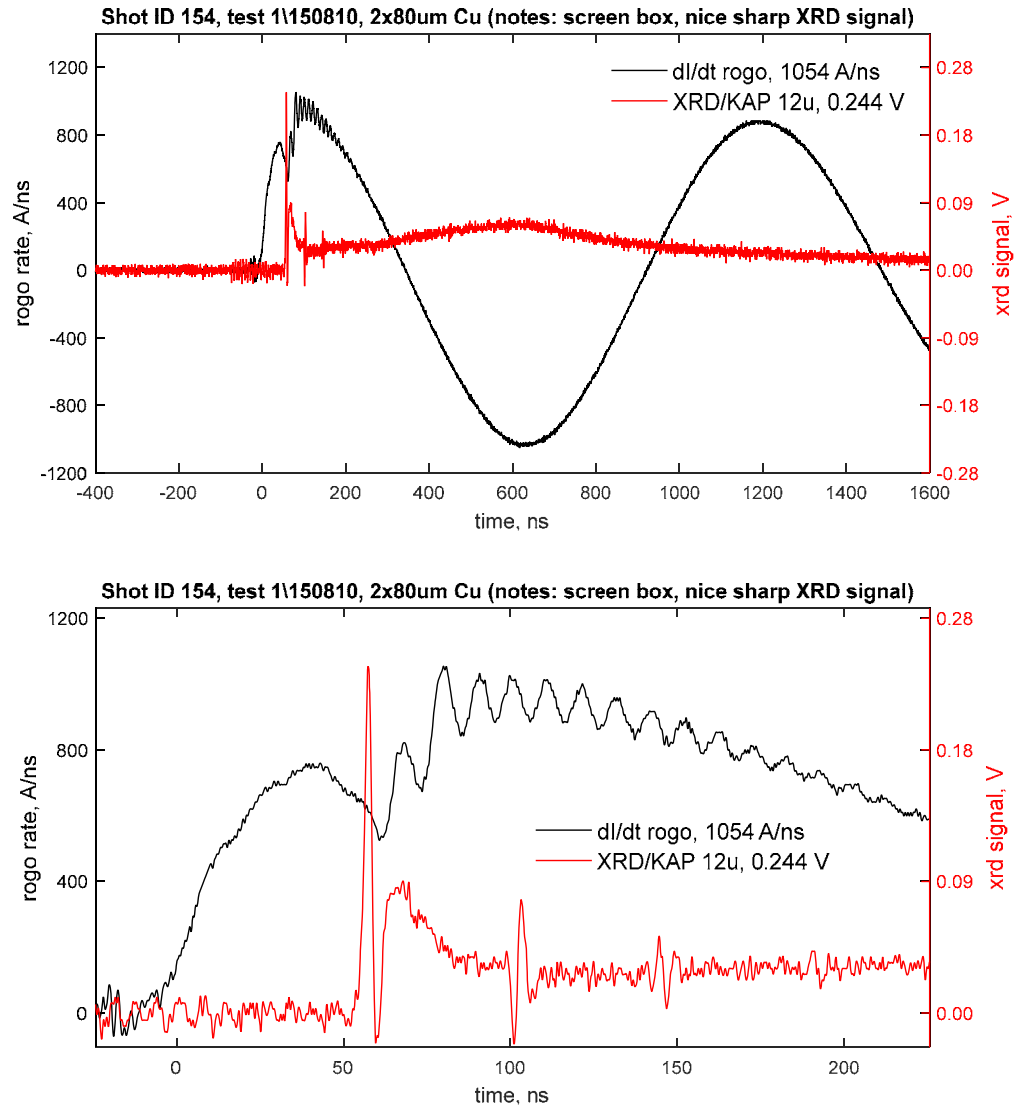 Shot ID 154, test 1\150810, 2x80um Cu (notes: screen box, nice sharp XRD signal)
dI/dt rogo, 1054 A/ns
XRD/KAP 12u, 0.244 V
1200
800
400
0
-400
-800
-1200
rogo rate, A/ns
0.28
0.18
0.09
0.00
-0.09
-0.18
-0.28
xrd signal, V
-400 -200 0 200 400 600 800 1000 1200 1400 1600
time, ns
Shot ID 154, test 1\150810, 2x80um Cu (notes: screen box, nice sharp XRD signal)
1200
800
400
0
rogo rate, A/ns
dI/dt rogo, 1054 A/ns
XRD/KAP 12u, 0.244 V
0.28
0.18
0.09
0.00
xrd signal, V
0 50 100 150 200
time, ns